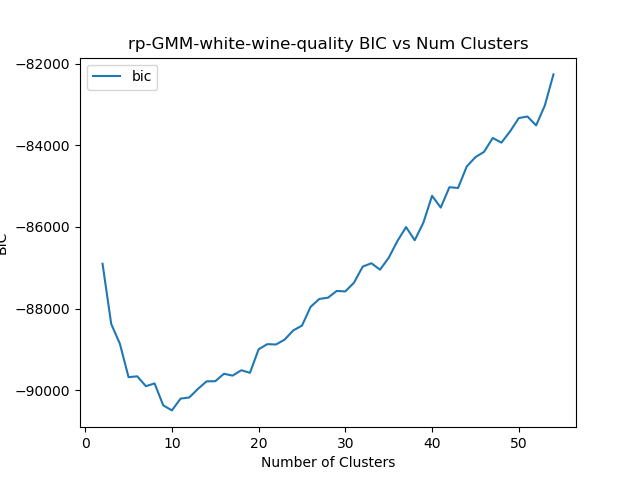 rp-GMM-white-wine-quality BIC vs Num Clusters
bic
−82000
−84000
−86000
−88000
−90000
BIC
0 10 20 30 40 50
Number of Clusters